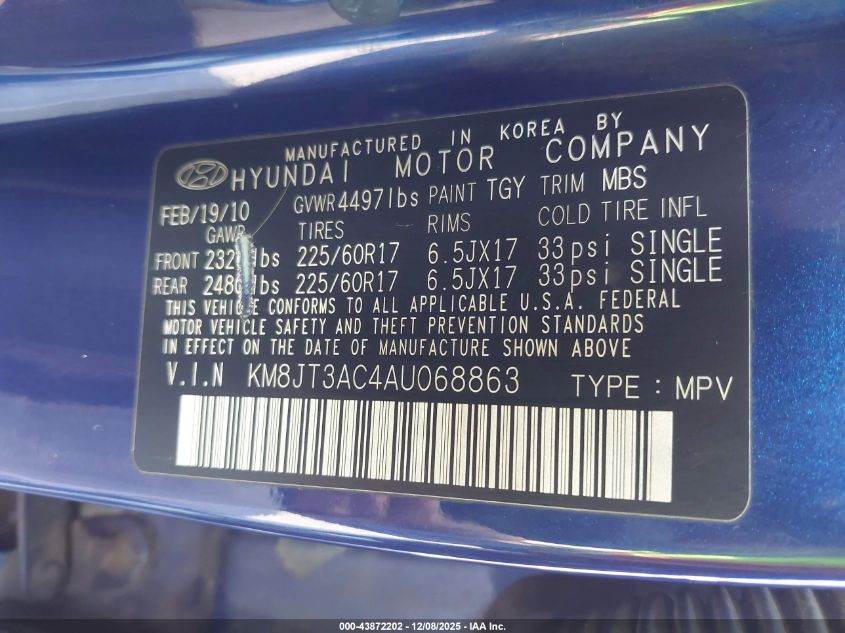 MANUFACTURED IN KOREA BY
HYUNDAI MOTOR COMPANY
FEB/19/10 GVWR 4497lbs PAINT TGY TRIM MBS
GAWR TIRES RIMS COLD TIRE INFL
FRONT lbs 225/60R17 6.5JX17 33psi SINGLE
REAR lbs 225/60R17 6.5JX17 33psi SINGLE
THIS VEHICLE CONFORMS TO ALL APPLICABLE U.S.A. FEDERAL
MOTOR VEHICLE SAFETY AND THEFT PREVENTION STANDARDS
IN EFFECT ON THE DATE OF MANUFACTURE SHOWN ABOVE
V.I.N KM8JT3AC4AU068863 TYPE : MPV
000-43872202 - 12/08/2025 - IAA Inc.